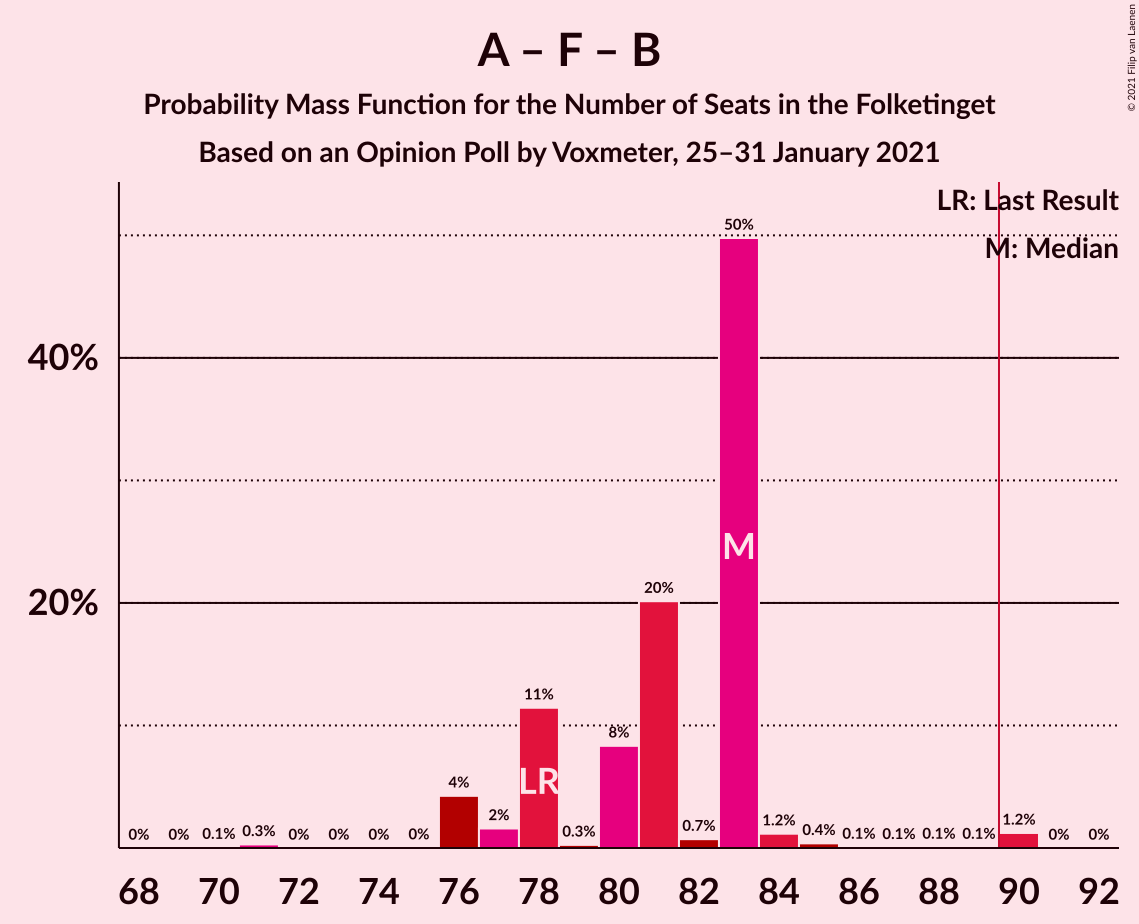 A – F – B
Probability Mass Function for the Number of Seats in the Folketinget
Based on an Opinion Poll by Voxmeter, 25–31 January 2021
© 2021 Filip van Laenen
LR: Last Result
M: Median
40%
20%
0% 0% 0.1% 0.3% 0% 0% 0% 0% 4% 2% 11% 0.3% 8% 20% 0.7% 50% 1.2% 0.4% 0.1% 0.1% 0.1% 0.1% 1.2% 0% 0%
LR
M
68 70 72 74 76 78 80 82 84 86 88 90 92